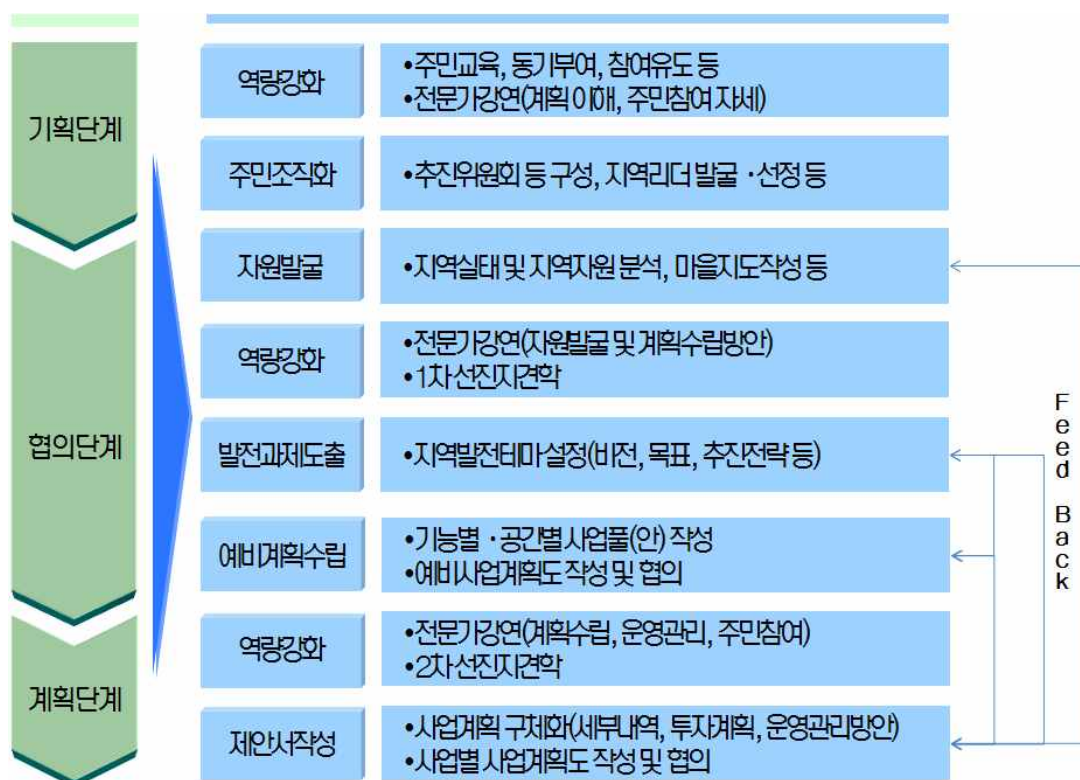 기획단계
협의단계
계획단계
역량강화
•주민교육, 동기부여, 참여유도 등
•전문가강연(계획 이해, 주민참여 자세)
주민조직화
•추진위원회 등 구성, 지역리더 발굴 · 선정 등
자원발굴
•지역실태 및 지역자원 분석, 마을지도작성 등
역량강화
•전문가강연(자원발굴 및 계획수립방안)
•1차 선진지견학
발전과제도출
•지역발전테마 설정(비전, 목표, 추진전략 등)
예비계획수립
•기능별 · 공간별 사업풀(안) 작성
•예비사업계획도 작성 및 협의
역량강화
•전문가강연(계획수립, 운영관리, 주민참여)
•2차 선진지견학
제안서작성
•사업계획 구체화(세부내역, 투자계획, 운영관리방안)
•사업별 사업계획도 작성 및 협의
Feed Back